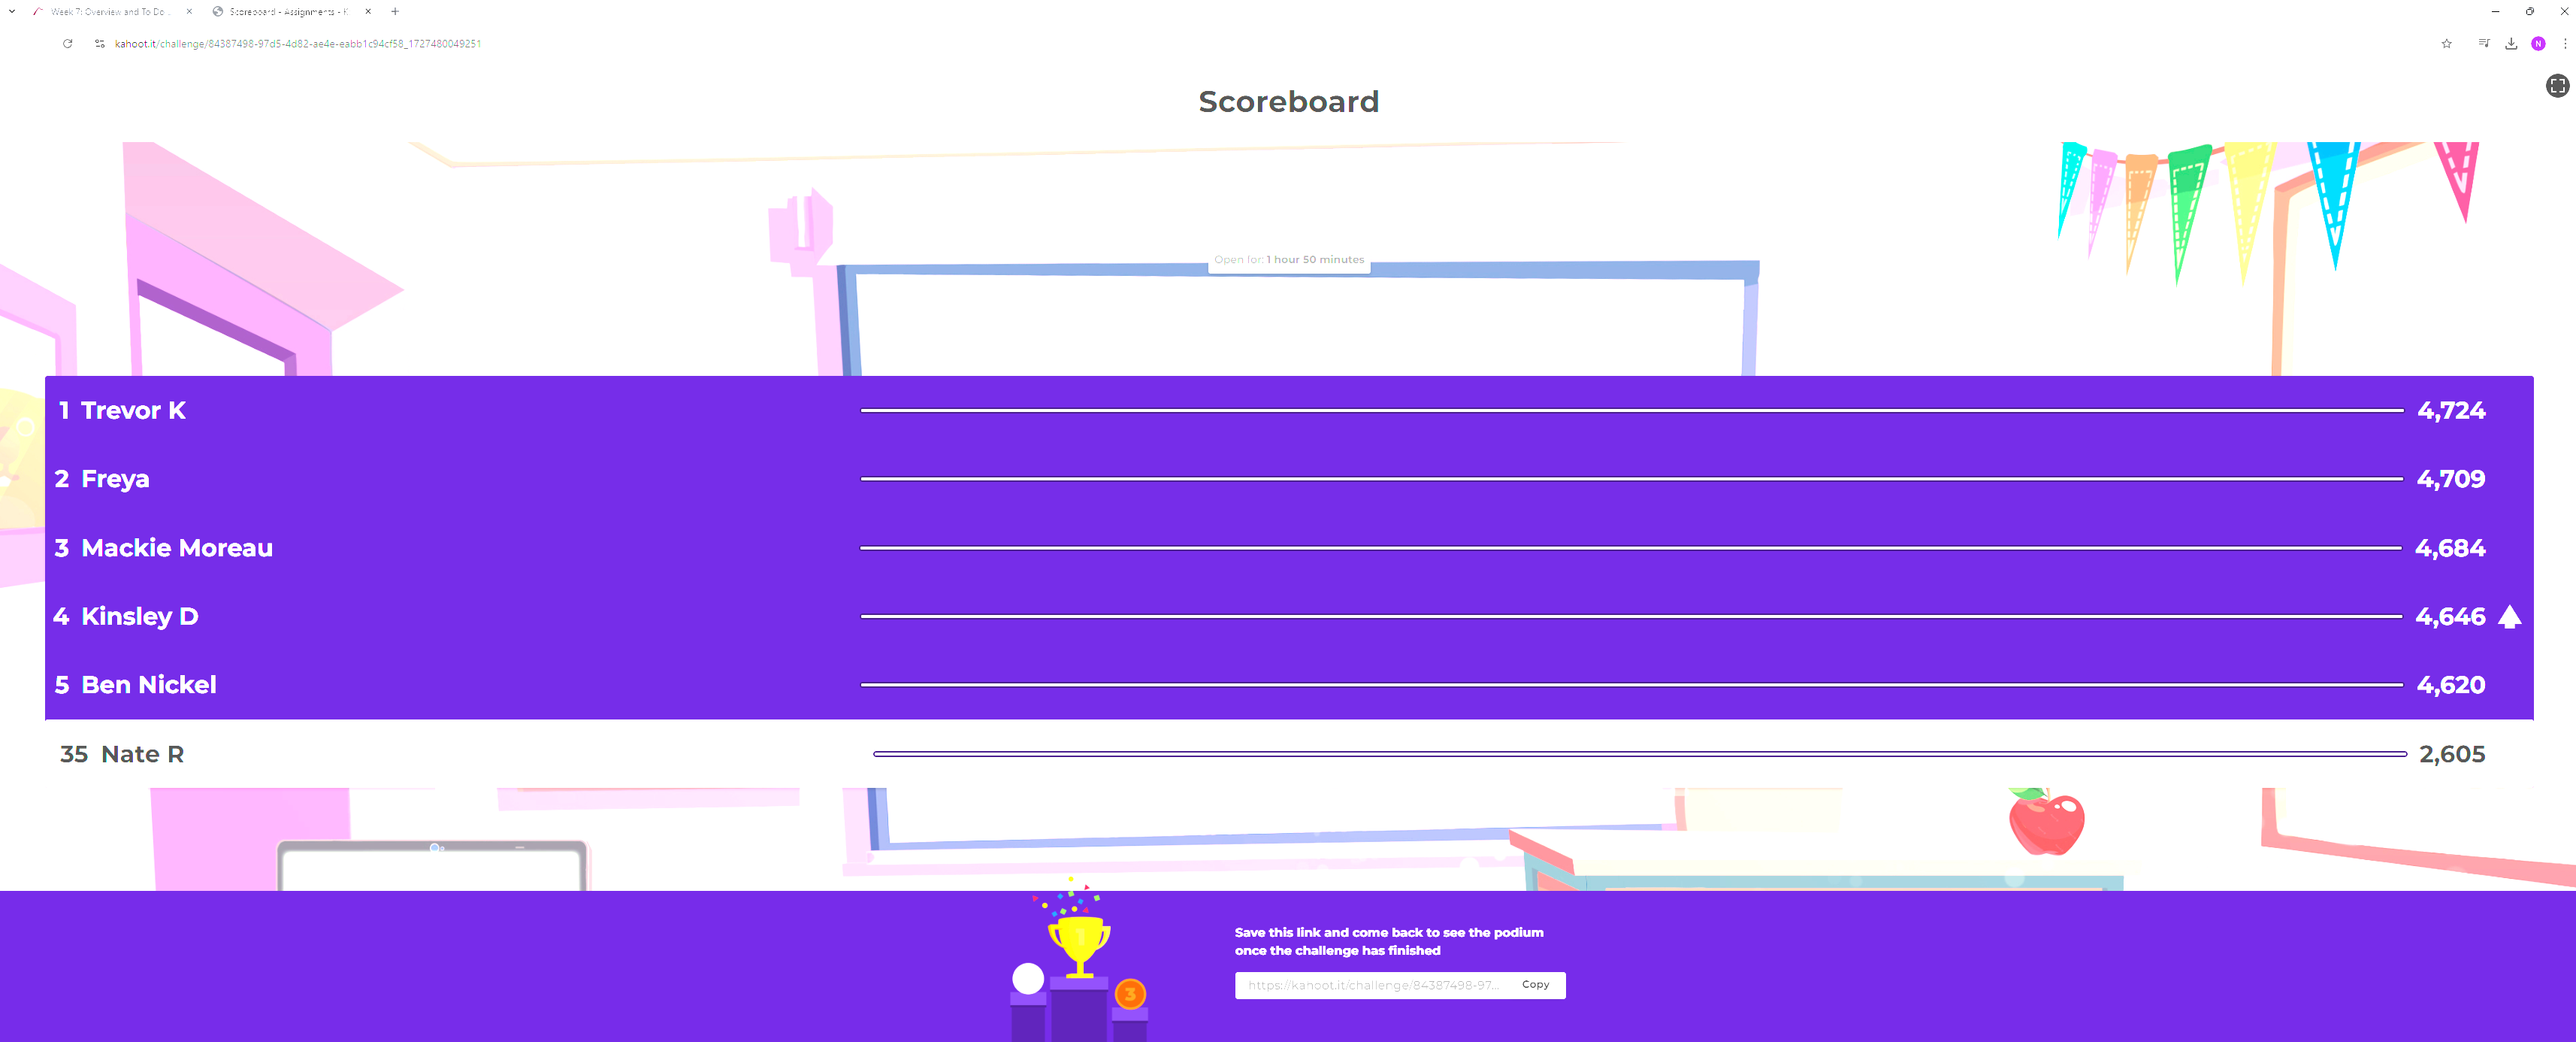 Week 7: Overview and To Do...
Scoreboard - Assignments - K
kahoot.it/challenge/84387498-97d5-4d82-ae4e-eabb1c94cf58_1727480049251
N
Scoreboard
Open for: 1 hour 50 minutes
1 Trevor K 4,724
2 Freya 4,709
3 Mackie Moreau 4,684
4 Kinsley D 4,646
5 Ben Nickel 4,620
35 Nate R 2,605
1
3
Save this link and come back to see the podium
once the challenge has finished
https://kahoot.it/challenge/84387498-97... Copy